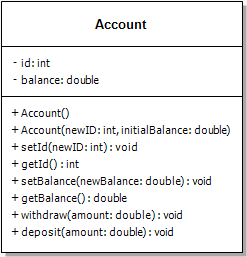 Account
- id: int
- balance: double
+ Account()
+ Account(newID: int, initialBalance: double)
+ setId(newID: int) : void
+ getId() : int
+ setBalance(newBalance: double) : void
+ getBalance() : double
+ withdraw(amount: double) : void
+ deposit(amount: double) : void